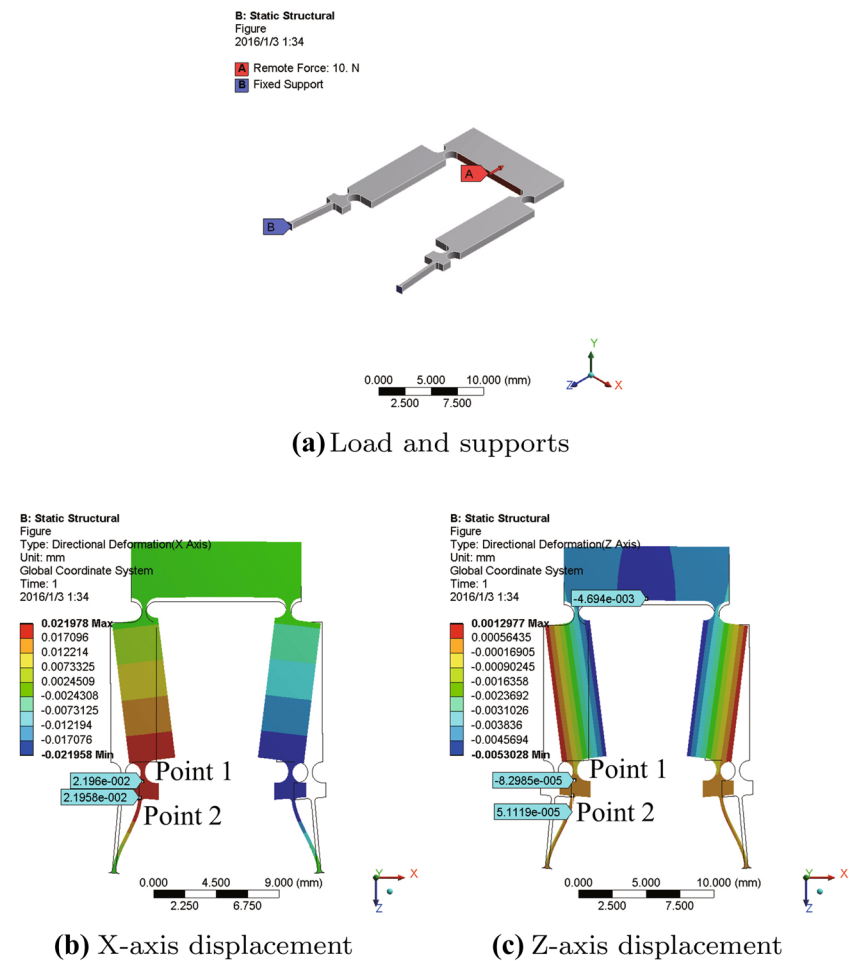 B: Static Structural
Figure
2016/1/3 1:34
A Remote Force: 10. N
B Fixed Support
A
B
Y
Z
X
0.000 5.000 10.000 (mm)
2.500 7.500
(a) Load and supports
B: Static Structural
Figure
Type: Directional Deformation(X Axis)
Unit: mm
Global Coordinate System
Time: 1
2016/1/3 1:34
0.021978 Max
0.017096
0.012214
0.0073325
0.0024509
-0.0024308
-0.0073125
-0.012194
-0.017076
-0.021958 Min
Point 1
2.196e-002
2.1958e-002
Point 2
0.000 4.500 9.000 (mm)
2.250 6.750
Y
X
Z
(b) X-axis displacement
B: Static Structural
Figure
Type: Directional Deformation(Z Axis)
Unit: mm
Global Coordinate System
Time: 1
2016/1/3 1:34
-4.694e-003
0.0012977 Max
0.00056435
-0.00016905
-0.00090245
-0.0016358
-0.0023692
-0.0031026
-0.003836
-0.0045694
-0.0053028 Min
Point 1
-8.2985e-005
5.1119e-005
Point 2
0.000 5.000 10.000 (mm)
2.500 7.500
Y
X
Z
(c) Z-axis displacement